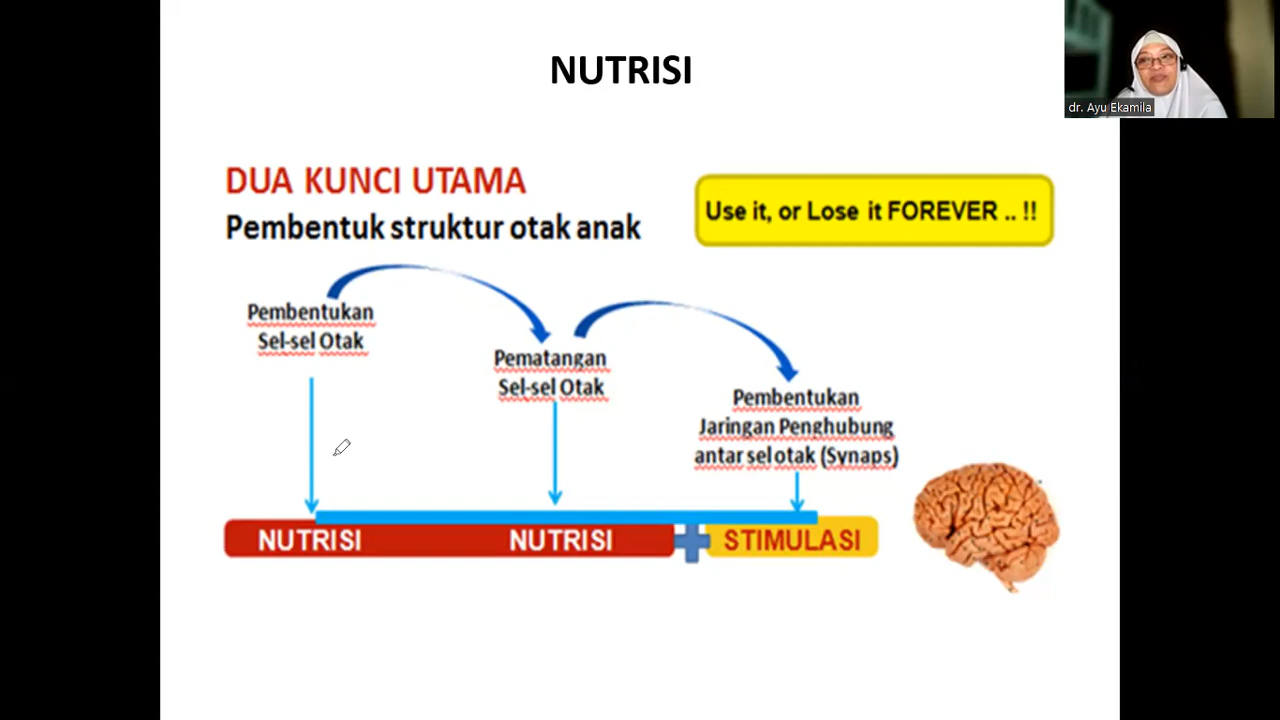 NUTRISI
dr. Ayu Ekamila
DUA KUNCI UTAMA
Pembentuk struktur otak anak
Use it, or Lose it FOREVER .. !!
Pembentukan
Sel-sel Otak
Pematangan
Sel-sel Otak
Pembentukan
Jaringan Penghubung
antar sel otak (Synaps)
NUTRISI
NUTRISI
STIMULASI